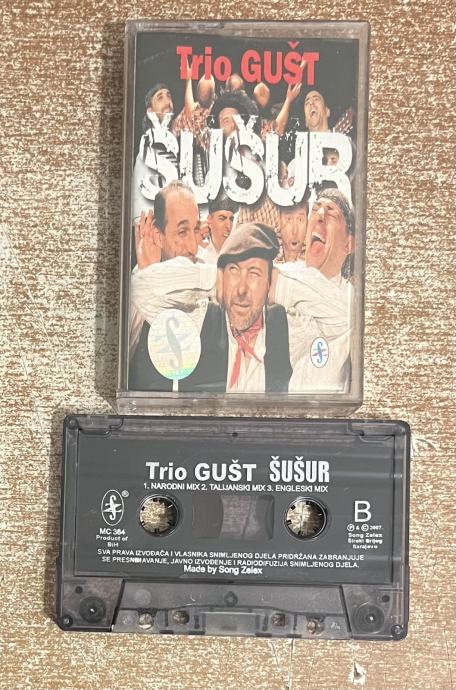 Trio GUŠT
ŠUŠUR
Trio GUŠT ŠUŠUR
1. NARODNI MIX 2. TALIJANSKI MIX 3. ENGLESKI MIX
B
MC 364
Product of
BiH
℗ & © 2007.
Song Zelex
Široki Brijeg
Sarajevo
SVA PRAVA IZVOĐAČA I VLASNIKA SNIMLJENOG DJELA PRIDRŽANA ZABRANJUJE
SE PRESNIMAVANJE, JAVNO IZVOĐENJE I RADIODIFUZIJA SNIMLJENOG DJELA.
Made by Song Zelex